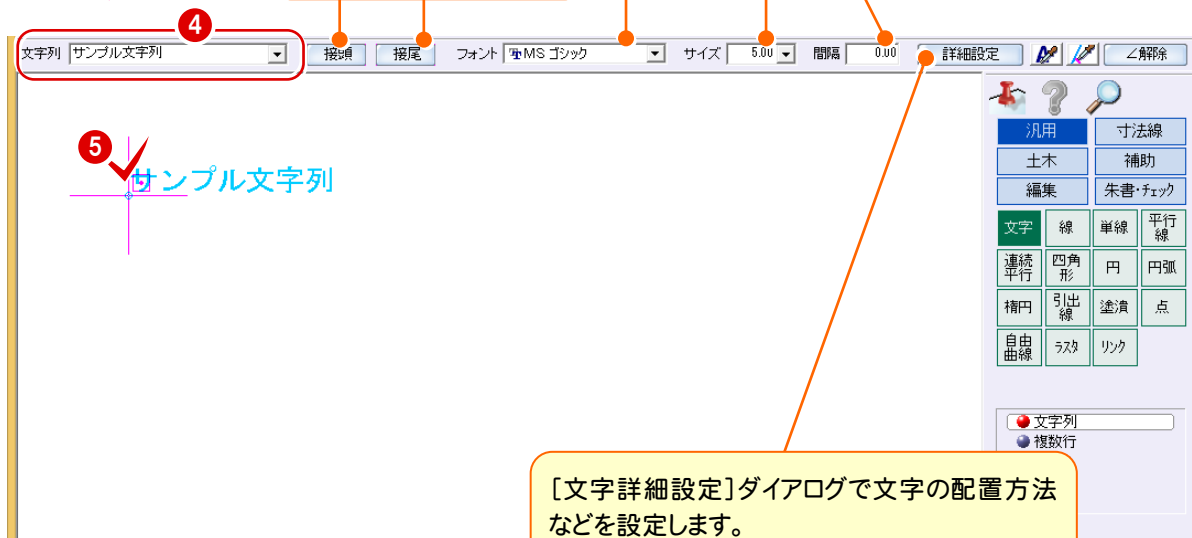 4
文字列 サンプル文字列 接頭 接尾 フォント MS ゴシック サイズ 5.00 間隔 0.00 詳細設定 ∠解除
5
サンプル文字列
汎用 寸法線
土木 補助
編集 朱書・チェック
文字 線 単線 平行
線
連続
平行 四角
形 円 円弧
楕円 引出
線 塗潰 点
自由
曲線 ラスタ リンク
文字列
複数行
[文字詳細設定]ダイアログで文字の配置方法
などを設定します。